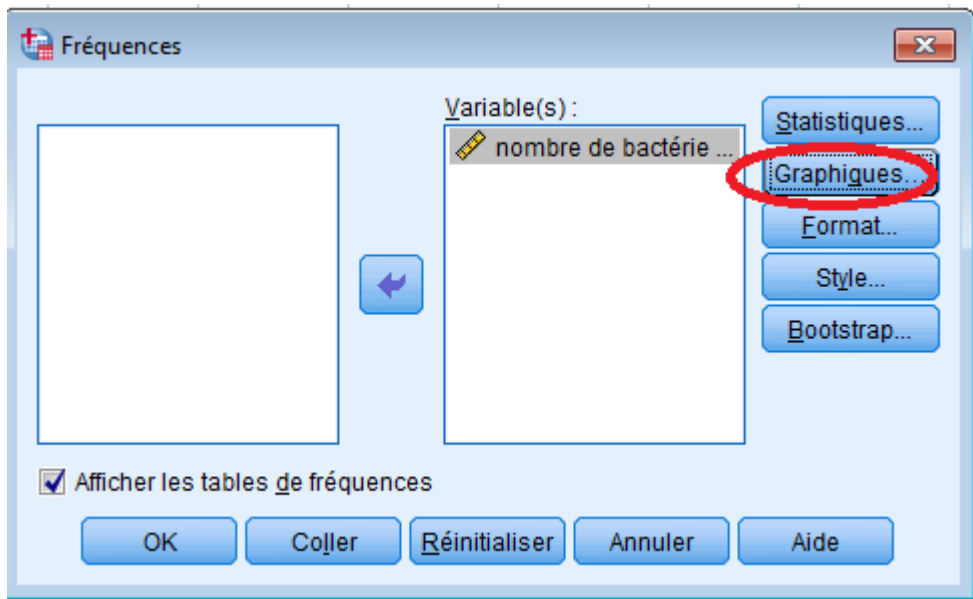 Fréquences
Variable(s) :
nombre de bactérie ...
Statistiques...
Graphiques...
Format...
Style...
Bootstrap...
Afficher les tables de fréquences
OK
Coller
Réinitialiser
Annuler
Aide